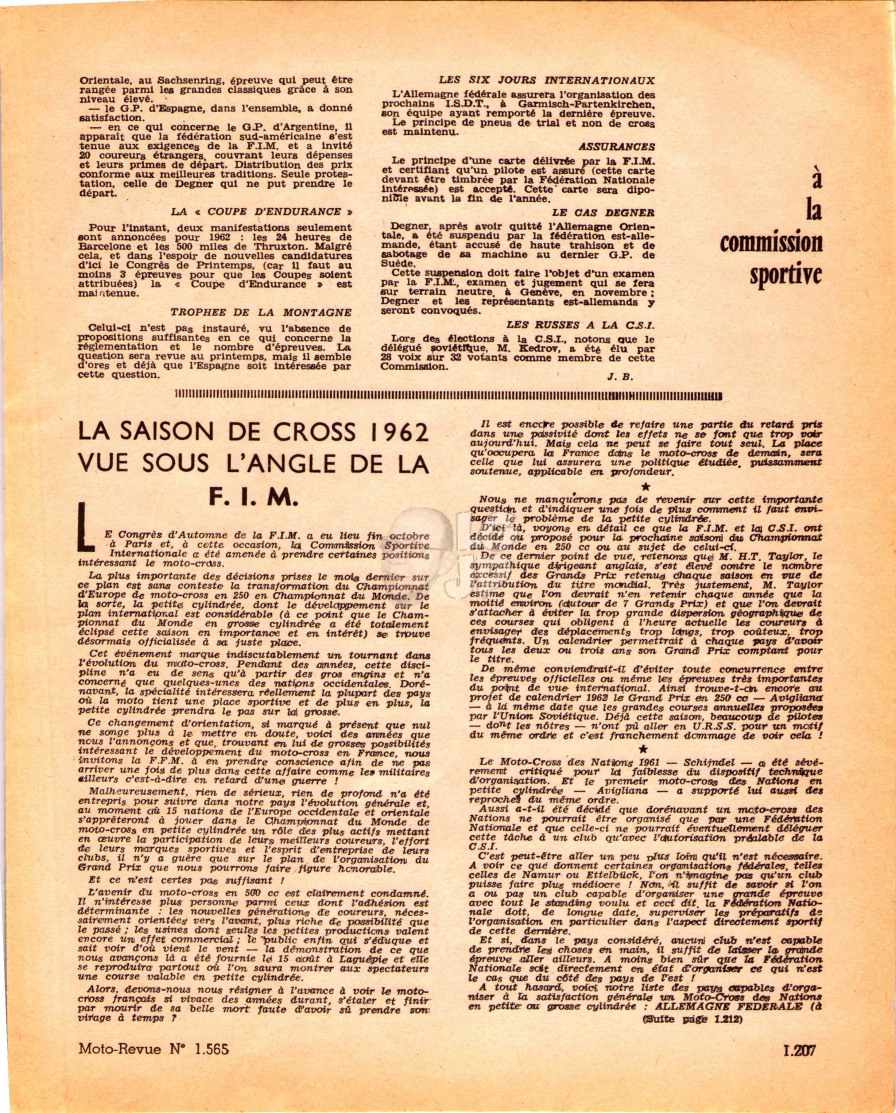 Orientale, au Sachsenring, épreuve qui peut être
rangée parmi les grandes classiques grâce à son
niveau élevé.
— le G.P. d'Espagne, dans l'ensemble, a donné
satisfaction.
— en ce qui concerne le G.P. d'Argentine, il
apparaît que la fédération sud-américaine s'est
tenue aux exigences de la F.I.M. et a invité
20 coureurs étrangers, couvrant leurs dépenses
et leurs primes de départ. Distribution des prix
conforme aux meilleures traditions. Seule protes-
tation, celle de Degner qui ne put prendre le
départ.
LA « COUPE D'ENDURANCE »
Pour l'instant, deux manifestations seulement
sont annoncées pour 1962 : les 24 heures de
Barcelone et les 500 miles de Thruxton. Malgré
cela, et dans l'espoir de nouvelles candidatures
d'ici le Congrès de Printemps, (car il faut au
moins 3 épreuves pour que les Coupes soient
attribuées) la « Coupe d'Endurance » est
maintenue.
TROPHEE DE LA MONTAGNE
Celui-ci n'est pas instauré, vu l'absence de
propositions suffisantes en ce qui concerne la
réglementation et le nombre d'épreuves. La
question sera revue au printemps, mais il semble
d'ores et déjà que l'Espagne soit intéressée par
cette question.
LES SIX JOURS INTERNATIONAUX
L'Allemagne fédérale assurera l'organisation des
prochains I.S.D.T., à Garmisch-Partenkirchen,
son équipe ayant remporté la dernière épreuve.
Le principe de pneus de trial et non de cross
est maintenu.
ASSURANCES
Le principe d'une carte délivrée par la F.I.M.
et certifiant qu'un pilote est assuré (cette carte
devant être timbrée par la Fédération Nationale
intéressée) est accepté. Cette carte sera dipo-
nible avant la fin de l'année.
LE CAS DEGNER
Degner, après avoir quitté l'Allemagne Orien-
tale, a été suspendu par la fédération est-alle-
mande, étant accusé de haute trahison et de
sabotage de sa machine au dernier G.P. de
Suède.
Cette suspension doit faire l'objet d'un examen
par la F.I.M., examen et jugement qui se fera
sur terrain neutre, à Genève, en novembre ;
Degner et les représentants est-allemands y
seront convoqués.
LES RUSSES A LA C.S.I.
Lors des élections à la C.S.I., notons que le
délégué soviétique, M. Kedrov, a été élu par
28 voix sur 32 votants comme membre de cette
Commission.
J. B.
à
la
commission
sportive
LA SAISON DE CROSS 1962
VUE SOUS L'ANGLE DE LA
F. I. M.
LE Congrès d'Automne de la F.I.M. a eu lieu fin octobre
à Paris et, à cette occasion, la Commission Sportive
Internationale a été amenée à prendre certaines positions
intéressant le moto-cross.
La plus importante des décisions prises le mois dernier sur
ce plan est sans conteste la transformation du Championnat
d'Europe de moto-cross en 250 en Championnat du Monde. De
la sorte, la petite cylindrée, dont le développement sur le
plan international est considérable (à ce point que le Cham-
pionnat du Monde en grosse cylindrée a été totalement
éclipsé cette saison en importance et en intérêt) se trouve
désormais officialisée à sa juste place.
Cet événement marque indiscutablement un tournant dans
l'évolution du moto-cross. Pendant des années, cette disci-
pline n'a eu de sens qu'à partir des gros engins et n'a
concerné que quelques-unes des nations occidentales. Doré-
navant, la spécialité intéressera réellement la plupart des pays
où la moto tient une place sportive et de plus en plus, la
petite cylindrée prendra le pas sur la grosse.
Ce changement d'orientation, si marqué à présent que nul
ne songe plus à le mettre en doute, voici des années que
nous l'annonçons et que, trouvant en lui de grosses possibilités
intéressant le développement du moto-cross en France, nous
invitons la F.F.M. à en prendre conscience afin de ne pas
arriver une fois de plus dans cette affaire comme les militaires
ailleurs c'est-à-dire en retard d'une guerre !
Malheureusement, rien de sérieux, rien de profond n'a été
entrepris pour suivre dans notre pays l'évolution générale et,
au moment où 15 nations de l'Europe occidentale et orientale
s'apprêteront à jouer dans le Championnat du Monde de
moto-cross en petite cylindrée un rôle des plus actifs mettant
en œuvre la participation de leurs meilleurs coureurs, l'effort
de leurs marques sportives et l'esprit d'entreprise de leurs
clubs, il n'y a guère que sur le plan de l'organisation du
Grand Prix que nous pourrons faire figure honorable.
Et ce n'est certes pas suffisant !
L'avenir du moto-cross en 500 cc est clairement condamné.
Il n'intéresse plus personne parmi ceux dont l'adhésion est
déterminante : les nouvelles générations de coureurs, néces-
sairement orientées vers l'avant, plus riche de possibilité que
le passé ; les usines dont seules les petites productions valent
encore un effet commercial ; le public enfin qui s'éduque et
sait voir d'où vient le vent — la démonstration de ce que
nous avançons là a été fournie le 15 août à Laguépie et elle
se reproduira partout où l'on saura montrer aux spectateurs
une course valable en petite cylindrée.
Alors, devons-nous nous résigner à l'avance à voir le moto-
cross français si vivace des années durant, s'étaler et finir
par mourir de sa belle mort faute d'avoir sû prendre son
virage à temps ?
Il est encore possible de refaire une partie du retard pris
dans une passivité dont les effets ne se font que trop voir
aujourd'hui. Mais cela ne peut se faire tout seul. La place
qu'occupera la France dans le moto-cross de demain, sera
celle que lui assurera une politique étudiée, puissamment
soutenue, applicable en profondeur.
★
Nous ne manquerons pas de revenir sur cette importante
question et d'indiquer une fois de plus comment il faut envi-
sager le problème de la petite cylindrée.
D'ici là, voyons en détail ce que la F.I.M. et la C.S.I. ont
décidé ou proposé pour la prochaine saison du Championnat
du Monde en 250 cc ou au sujet de celui-ci.
De ce dernier point de vue, retenons que M. H.T. Taylor, le
sympathique dirigeant anglais, s'est élevé contre le nombre
excessif des Grands Prix retenus chaque saison en vue de
l'attribution du titre mondial. Très justement, M. Taylor
estime que l'on devrait n'en retenir chaque année que la
moitié environ (autour de 7 Grands Prix) et que l'on devrait
s'attacher à éviter la trop grande dispersion géographique de
ces courses qui obligent à l'heure actuelle les coureurs à
envisager des déplacements trop longs, trop coûteux, trop
fréquents. Un calendrier permettrait à chaque pays d'avoir
tous les deux ou trois ans son Grand Prix comptant pour
le titre.
De même conviendrait-il d'éviter toute concurrence entre
les épreuves officielles ou même les épreuves très importantes
du point de vue international. Ainsi trouve-t-on encore au
projet de calendrier 1962 le Grand Prix en 250 cc — Avigliana
— à la même date que les grandes courses annuelles proposées
par l'Union Soviétique. Déjà cette saison, beaucoup de pilotes
— dont les nôtres — n'ont pû aller en U.R.S.S. pour un motif
du même ordre et c'est franchement dommage de voir cela !
★
Le Moto-Cross des Nations 1961 — Schijndel — a été sévè-
rement critiqué pour la faiblesse du dispositif technique
d'organisation. Et le premeir moto-cross des Nations en
petite cylindrée — Avigliana — a supporté lui aussi des
reproches du même ordre.
Aussi a-t-il été décidé que dorénavant un moto-cross des
Nations ne pourrait être organisé que par une Fédération
Nationale et que celle-ci ne pourrait éventuellement déléguer
cette tâche à un club qu'avec l'autorisation préalable de la
C.S.I.
C'est peut-être aller un peu plus loin qu'il n'est nécessaire.
A voir ce que donnent certaines organisations fédérales, telles
celles de Namur ou Ettelbück, l'on n'imagine pas qu'un club
puisse faire plus médiocre ! Non, il suffit de savoir si l'on
a ou pas un club capable d'organiser une grande épreuve
avec tout le standing voulu et ceci dit, la Fédération Natio-
nale doit, de longue date, superviser les préparatifs de
l'organisation en particulier dans l'aspect directement sportif
de cette dernière.
Et si, dans le pays considéré, aucun club n'est capable
de prendre les choses en main, il suffit de laisser la grande
épreuve aller ailleurs. A moins bien sûr que la Fédération
Nationale soit directement en état d'organiser ce qui n'est
le cas que du côté des pays de l'est !
A tout hasard, voici notre liste des pays capables d'orga-
niser à la satisfaction générale un Moto-Cross des Nations
en petite ou grosse cylindrée : ALLEMAGNE FEDERALE (à
(Suite page 1.212)
Moto-Revue N° 1.565
1.207